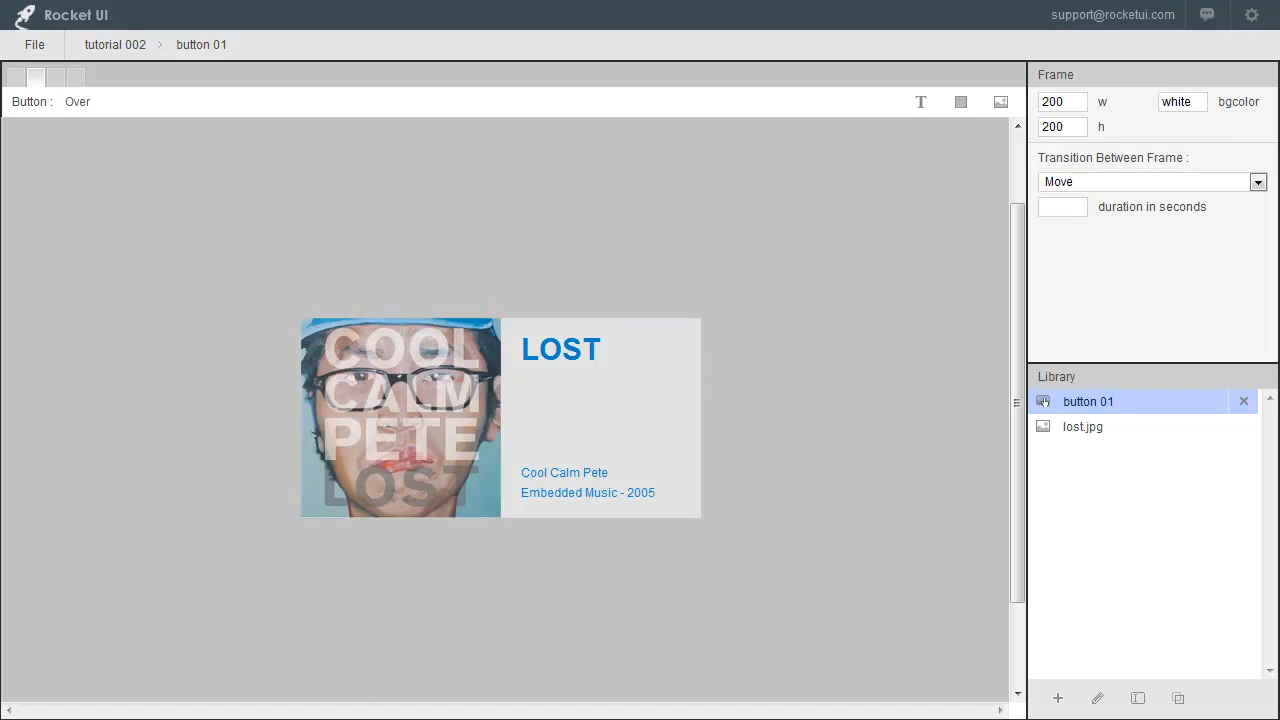 Rocket UI
support@rocketui.com
File
tutorial 002
button 01
Button : Over
T
Frame
200 w white bgcolor
200 h
Transition Between Frame :
Move
duration in seconds
COOL
CALM
PETE
LOST
LOST
Cool Calm Pete
Embedded Music - 2005
Library
button 01
lost.jpg